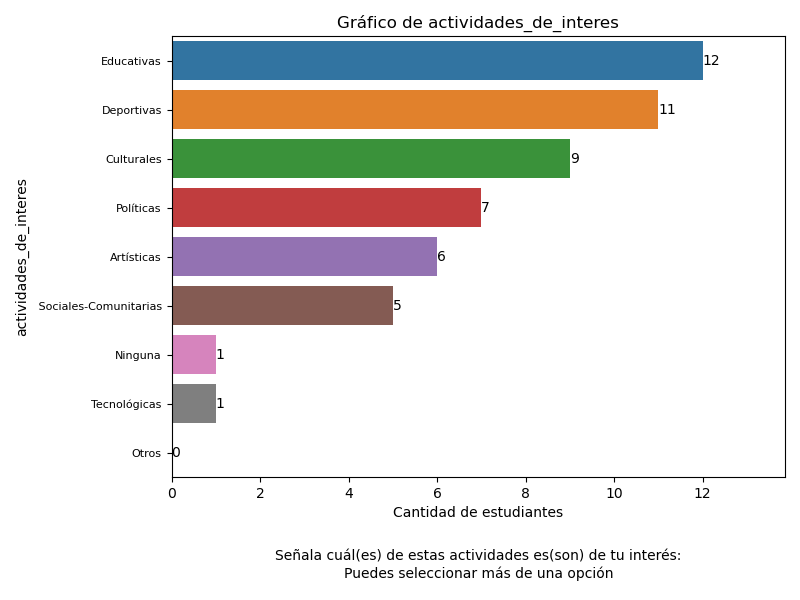 Gráfico de actividades_de_interes
actividades_de_interes
Educativas 12
Deportivas 11
Culturales 9
Políticas 7
Artísticas 6
Sociales-Comunitarias 5
Ninguna 1
Tecnológicas 1
Otros 0
0 2 4 6 8 10 12
Cantidad de estudiantes
Señala cuál(es) de estas actividades es(son) de tu interés:
Puedes seleccionar más de una opción